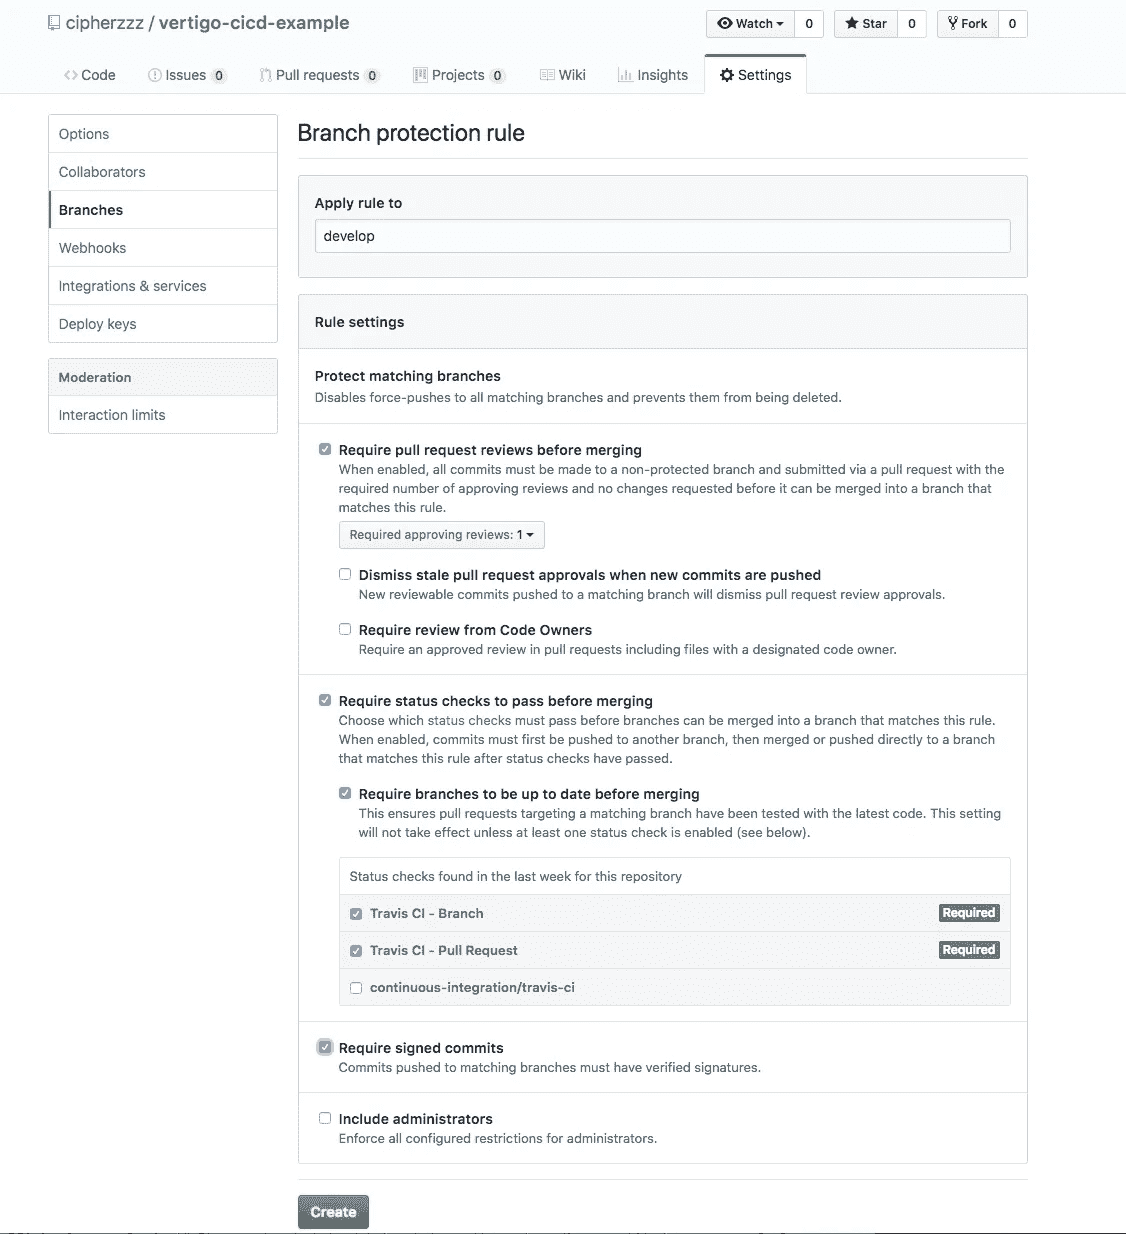 cipherzzz / vertigo-cicd-example
Watch 0 Star 0 Fork 0
Code Issues 0 Pull requests 0 Projects 0 Wiki Insights Settings
Options
Collaborators
Branches
Webhooks
Integrations & services
Deploy keys
Moderation
Interaction limits
Branch protection rule
Apply rule to
develop
Rule settings
Protect matching branches
Disables force-pushes to all matching branches and prevents them from being deleted.
Require pull request reviews before merging
When enabled, all commits must be made to a non-protected branch and submitted via a pull request with the
required number of approving reviews and no changes requested before it can be merged into a branch that
matches this rule.
Required approving reviews: 1
Dismiss stale pull request approvals when new commits are pushed
New reviewable commits pushed to a matching branch will dismiss pull request review approvals.
Require review from Code Owners
Require an approved review in pull requests including files with a designated code owner.
Require status checks to pass before merging
Choose which status checks must pass before branches can be merged into a branch that matches this rule.
When enabled, commits must first be pushed to another branch, then merged or pushed directly to a branch
that matches this rule after status checks have passed.
Require branches to be up to date before merging
This ensures pull requests targeting a matching branch have been tested with the latest code. This setting
will not take effect unless at least one status check is enabled (see below).
Status checks found in the last week for this repository
Travis CI - Branch Required
Travis CI - Pull Request Required
continuous-integration/travis-ci
Require signed commits
Commits pushed to matching branches must have verified signatures.
Include administrators
Enforce all configured restrictions for administrators.
Create